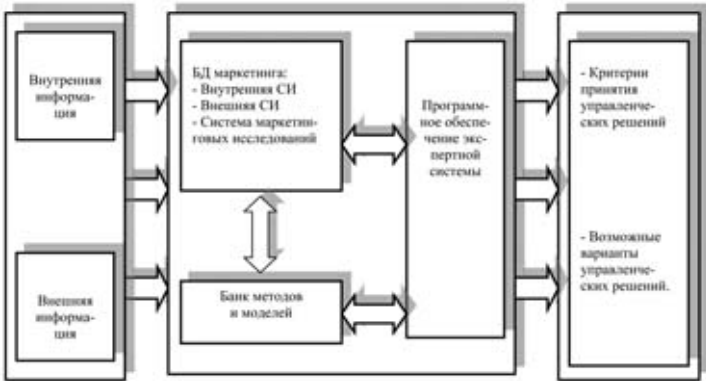 Внутренняя
информа-
ция
Внешняя
информа-
ция
БД маркетинга:
- Внутренняя СИ
- Внешняя СИ
- Система маркетин-
говых исследований
Банк методов
и моделей
Программ-
ное обеспе-
чение экс-
пертной
системы
- Критерии
принятия
управленче-
ских решений
- Возможные
варианты
управленче-
ских решений.